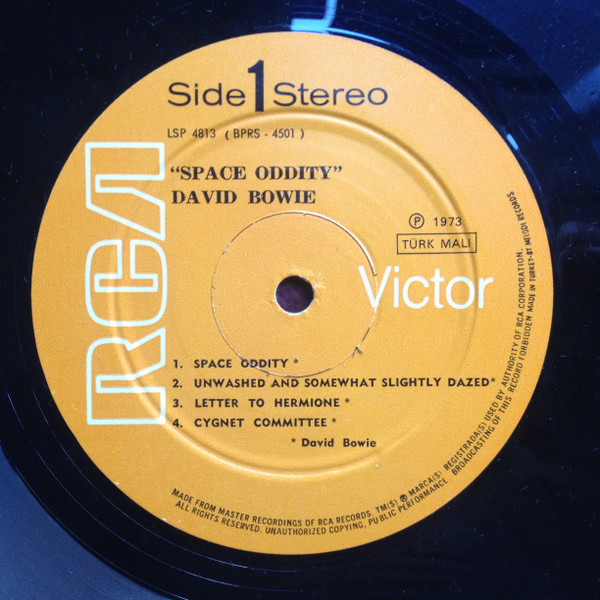 Side 1 Stereo
LSP 4813 ( BPRS - 4501 )
"SPACE ODDITY"
DAVID BOWIE
RCA
Ⓟ 1973
TÜRK MALI
Victor
1. SPACE ODDITY *
2. UNWASHED AND SOMEWHAT SLIGHTLY DAZED *
3. LETTER TO HERMIONE *
4. CYGNET COMMITTEE *
* David Bowie
MADE FROM MASTER RECORDINGS OF RCA RECORDS. TM(S) ® MARCA(S) REGISTRADA(S) USED BY AUTHORITY OF RCA CORPORATION.
ALL RIGHTS RESERVED. UNAUTHORIZED COPYING, PUBLIC PERFORMANCE BROADCASTING OF THIS RECORD FORBIDDEN MADE IN TURKEY-BY MELODİ RECORDS